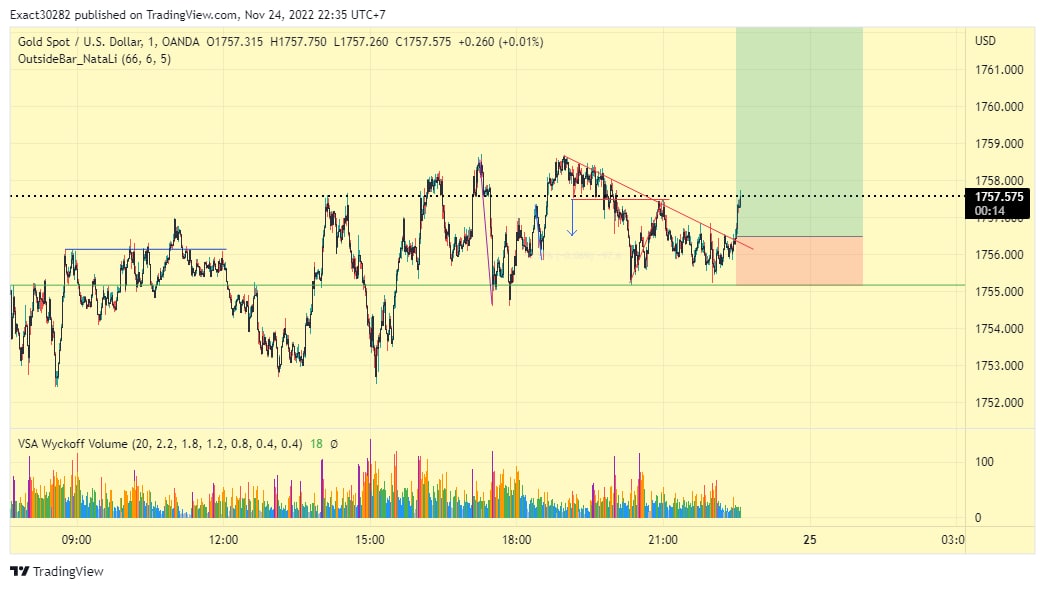 Exact30282 published on TradingView.com, Nov 24, 2022 22:35 UTC+7
Gold Spot / U.S. Dollar, 1, OANDA O1757.315 H1757.750 L1757.260 C1757.575 +0.260 (+0.01%)
OutsideBar_NataLi (66, 6, 5)
USD
1761.000
1760.000
1759.000
1758.000
1757.575
00:14
1756.000
1755.000
1754.000
1753.000
1752.000
VSA Wyckoff Volume (20, 2.2, 1.8, 1.2, 0.8, 0.4, 0.4) 18 Ø
100
0
09:00 12:00 15:00 18:00 21:00 25 03:0
TradingView